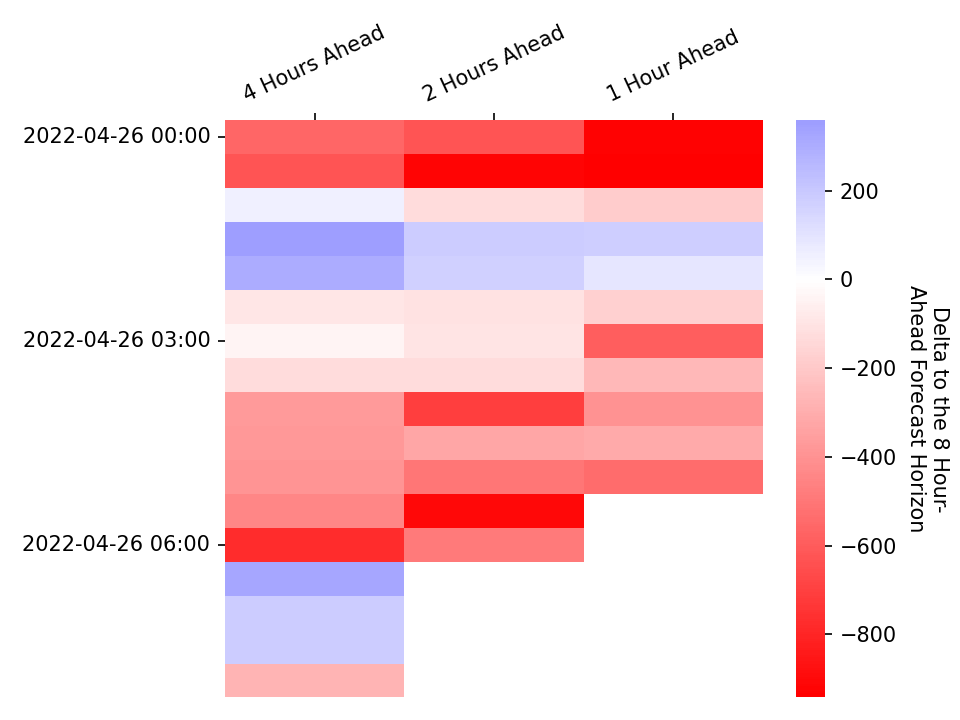 4 Hours Ahead
2 Hours Ahead
1 Hour Ahead
2022-04-26 00:00
2022-04-26 03:00
2022-04-26 06:00
200
0
−200
−400
−600
−800
Delta to the 8 Hour-
Ahead Forecast Horizon